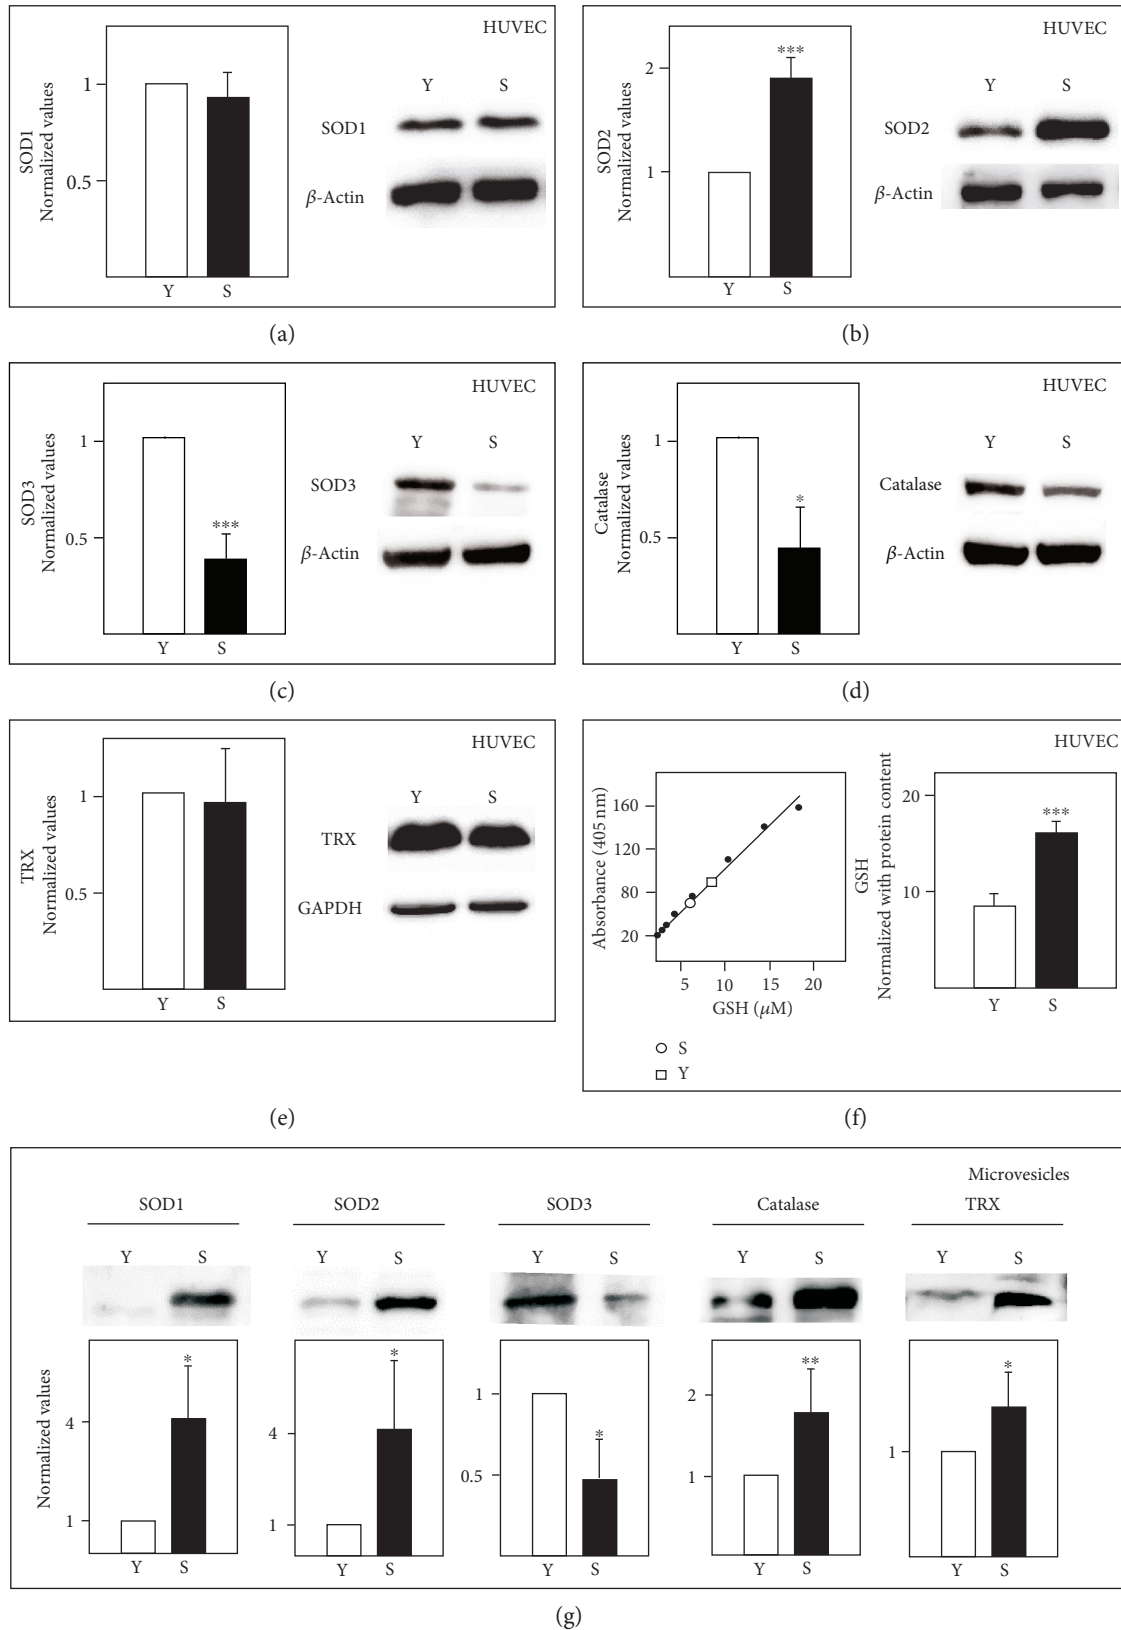 HUVEC
SOD1
Normalized values
1
0.5
Y S
Y S
SOD1
β-Actin
(a)
HUVEC
SOD2
Normalized values
2
1
***
Y S
Y S
SOD2
β-Actin
(b)
HUVEC
SOD3
Normalized values
1
0.5
***
Y S
Y S
SOD3
β-Actin
(c)
HUVEC
Catalase
Normalized values
1
0.5
*
Y S
Y S
Catalase
β-Actin
(d)
HUVEC
TRX
Normalized values
1
0.5
Y S
Y S
TRX
GAPDH
(e)
HUVEC
Absorbance (405 nm)
160
120
80
20
5 10 15 20
GSH (μM)
S
Y
GSH
Normalized with protein content
20
10
***
Y S
(f)
Microvesicles
SOD1 SOD2 SOD3 Catalase TRX
Y S Y S Y S Y S Y S
Normalized values
4
1
*
Y S
4
1
*
Y S
1
0.5
*
Y S
2
1
**
Y S
1
1
*
Y S
(g)